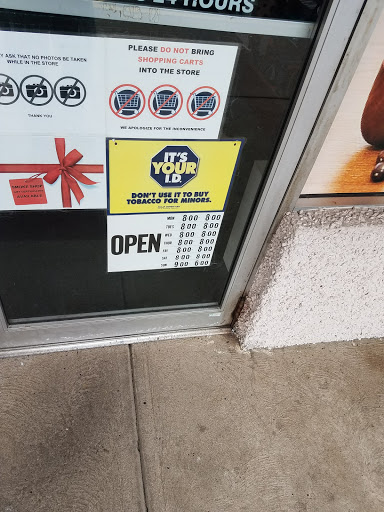 24 HOURS
Y ASK THAT NO PHOTOS BE TAKEN
WHILE IN THE STORE
THANK YOU
PLEASE DO NOT BRING
SHOPPING CARTS
INTO THE STORE
WE APOLOGIZE FOR THE INCONVENIENCE
AVAILABLE
IT'S
YOUR
I.D.
DON'T USE IT TO BUY
TOBACCO FOR MINORS.
OPEN
MON 8 00 8 00
TUES 8 00 8 00
WED 8 00 8 00
THUR 8 00 8 00
FRI 8 00 8 00
SAT 8 00 8 00
SUN 9 00 6 00